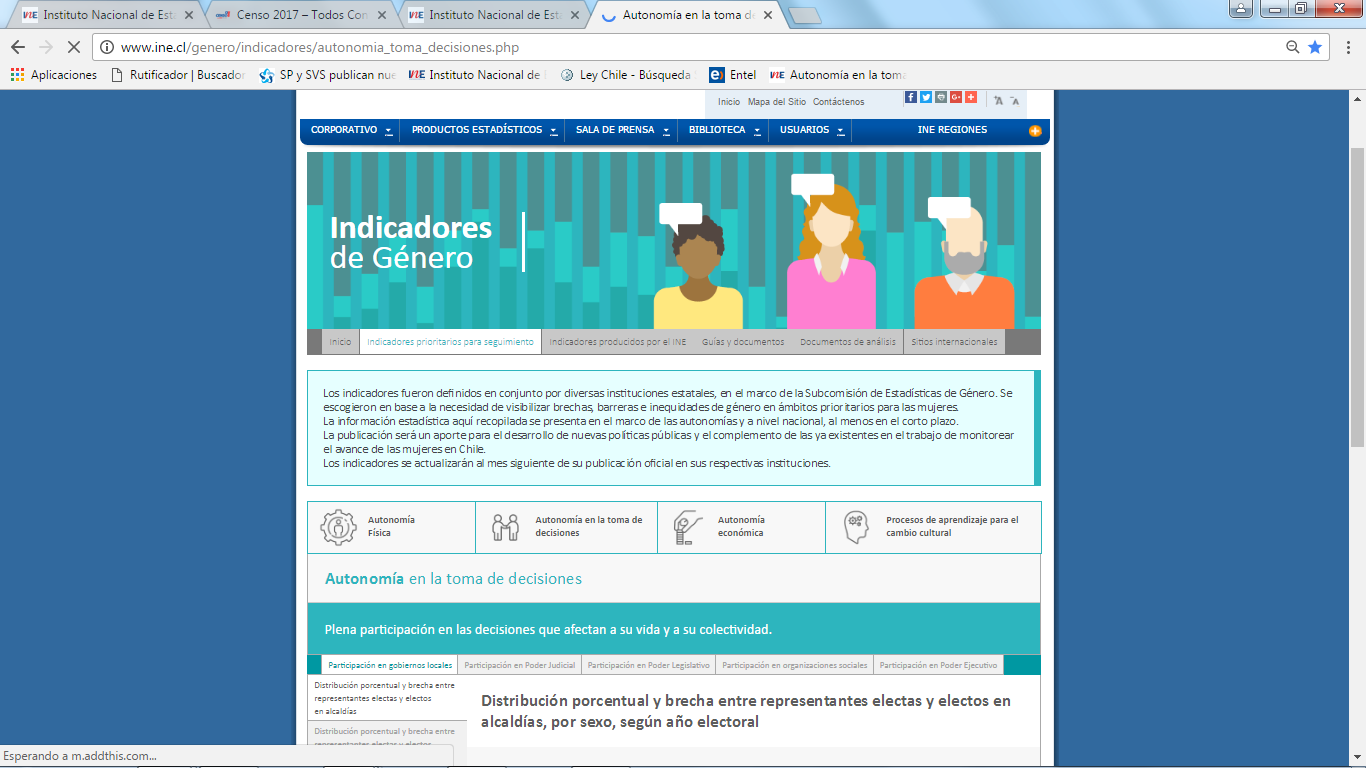 Instituto Nacional de Est
Censo 2017 – Todos Con
Instituto Nacional de Est
Autonomía en la toma de
www.ine.cl/genero/indicadores/autonomia_toma_decisiones.php
Aplicaciones
Rutificador | Buscador
SP y SVS publican nue
Instituto Nacional de
Ley Chile - Búsqueda
Entel
Autonomía en la toma
Inicio Mapa del Sitio Contáctenos
CORPORATIVO
PRODUCTOS ESTADÍSTICOS
SALA DE PRENSA
BIBLIOTECA
USUARIOS
INE REGIONES
Indicadores
de Género
Inicio
Indicadores prioritarios para seguimiento
Indicadores producidos por el INE
Guías y documentos
Documentos de análisis
Sitios internacionales
Los indicadores fueron definidos en conjunto por diversas instituciones estatales, en el marco de la Subcomisión de Estadísticas de Género. Se
escogieron en base a la necesidad de visibilizar brechas, barreras e inequidades de género en ámbitos prioritarios para las mujeres.
La información estadística aquí recopilada se presenta en el marco de las autonomías y a nivel nacional, al menos en el corto plazo.
La publicación será un aporte para el desarrollo de nuevas políticas públicas y el complemento de las ya existentes en el trabajo de monitorear
el avance de las mujeres en Chile.
Los indicadores se actualizarán al mes siguiente de su publicación oficial en sus respectivas instituciones.
Autonomía
Física
Autonomía en la toma de
decisiones
Autonomía
económica
Procesos de aprendizaje para el
cambio cultural
Autonomía en la toma de decisiones
Plena participación en las decisiones que afectan a su vida y a su colectividad.
Participación en gobiernos locales
Participación en Poder Judicial
Participación en Poder Legislativo
Participación en organizaciones sociales
Participación en Poder Ejecutivo
Distribución porcentual y brecha entre
representantes electas y electos
en alcaldías
Distribución porcentual y brecha entre
representantes electas y electos
Distribución porcentual y brecha entre representantes electas y electos en
alcaldías, por sexo, según año electoral
Esperando a m.addthis.com...